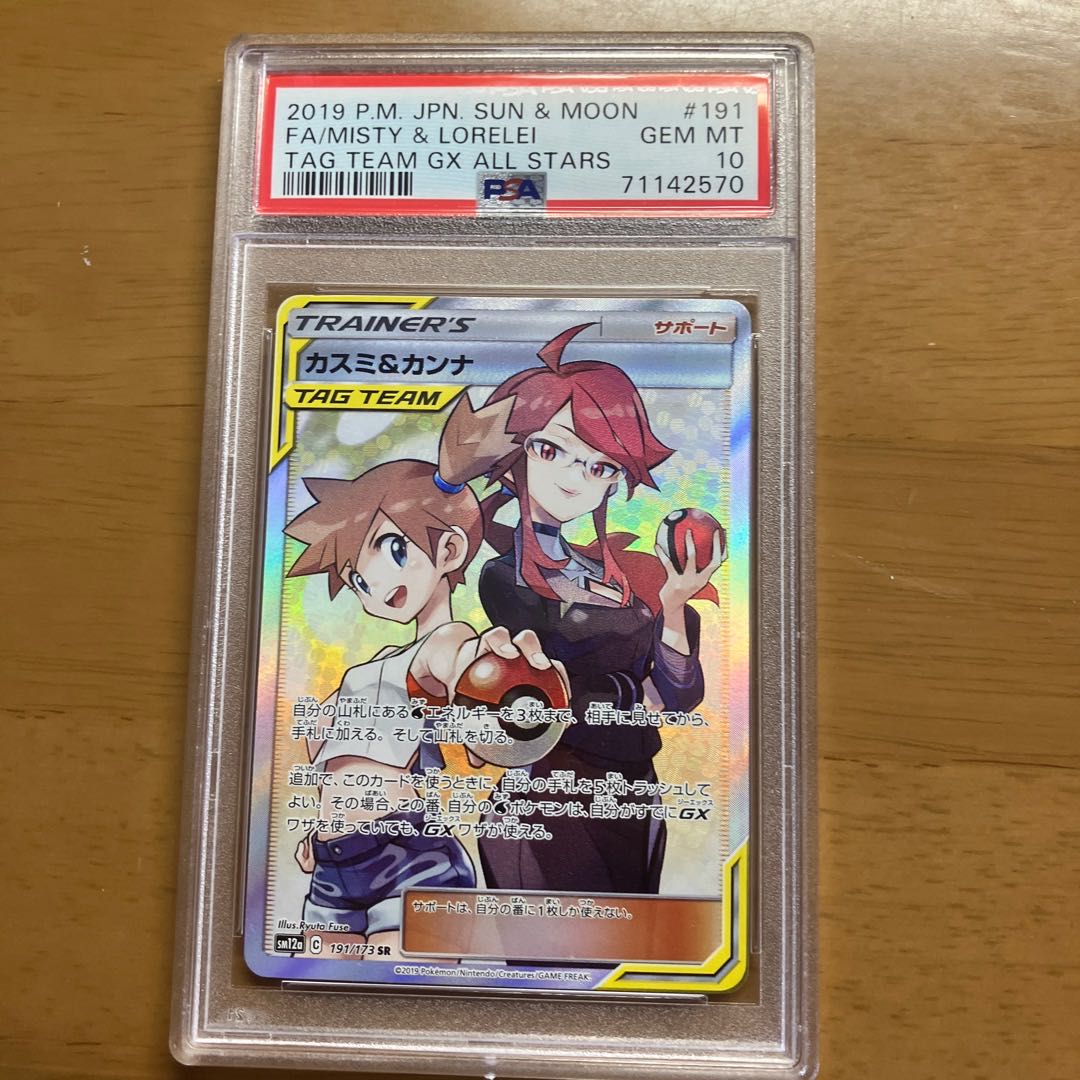 2019 P.M. JPN. SUN & MOON #191
FA/MISTY & LORELEI GEM MT
TAG TEAM GX ALL STARS 10
PSA 71142570
TRAINER'S サポート
カスミ&カンナ
TAG TEAM
自分の山札にあるエネルギーを3枚まで、相手に見せてから、
手札に加える。そして山札を切る。
追加で、このカードを使うときに、自分の手札を5枚トラッシュして
よい。その場合、この番、自分のポケモンは、自分がすでにGX
ワザを使っていても、GXワザが使える。
サポートは、自分の番に1枚しか使えない。
Illus.Ryuta Fuse
SM12a C 191/173 SR
©2019 Pokémon/Nintendo/Creatures/GAME FREAK.